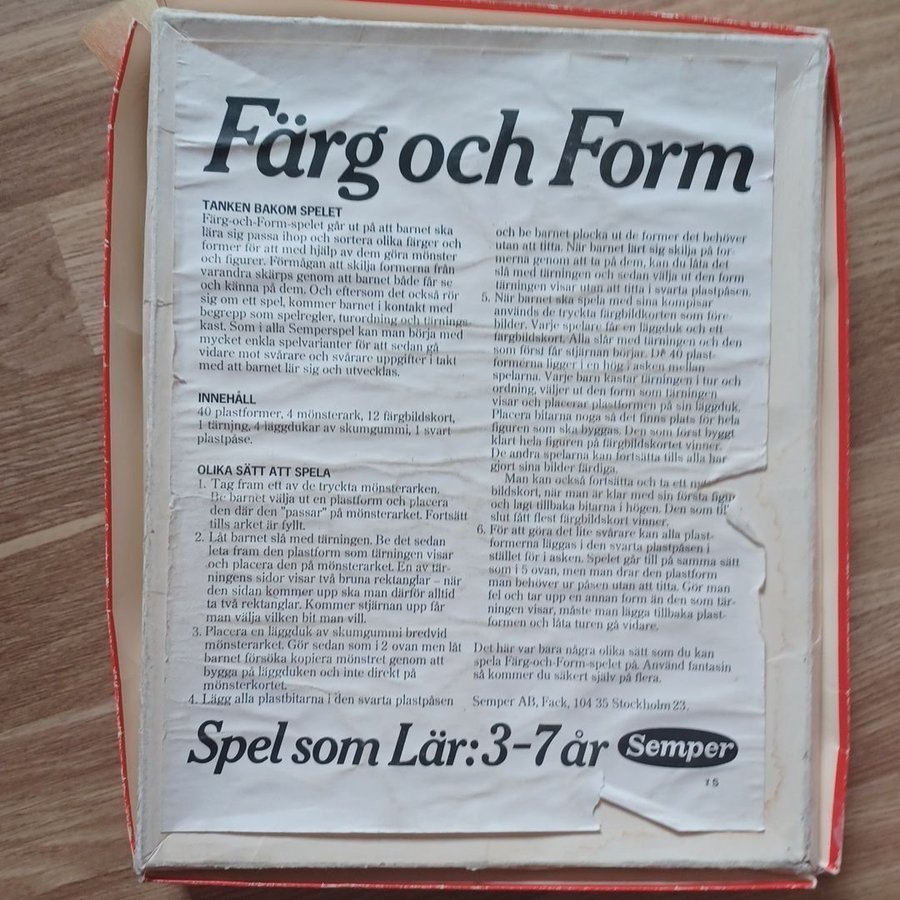 Färg och Form
TANKEN BAKOM SPELET
Färg-och-Form-spelet går ut på att barnet ska
lära sig passa ihop och sortera olika färger och
former för att med hjälp av dem göra mönster
och figurer. Förmågan att skilja formerna från
varandra skärps genom att barnet både får se
och känna på dem. Och eftersom det också rör
sig om ett spel, kommer barnet i kontakt med
begrepp som spelregler, turordning och tärnings-
kast. Som i alla Semperspel kan man börja med
mycket enkla spelvarianter för att sedan gå
vidare mot svårare och svårare uppgifter i takt
med att barnet lär sig och utvecklas.
INNEHÅLL
40 plastformer, 4 mönsterark, 12 färgbildskort,
1 tärning, 4 läggdukar av skumgummi, 1 svart
plastpåse.
OLIKA SÄTT ATT SPELA
1. Tag fram ett av de tryckta mönsterarken.
Be barnet välja ut en plastform och placera
den där den "passar" på mönsterarket. Fortsätt
tills arket är fyllt.
2. Låt barnet slå med tärningen. Be det sedan
leta fram den plastform som tärningen visar
och placera den på mönsterarket. En av tär-
ningens sidor visar två bruna rektanglar – när
den sidan kommer upp ska man därför alltid
ta två rektanglar. Kommer stjärnan upp får
man välja vilken bit man vill.
3. Placera en läggduk av skumgummi bredvid
mönsterarket. Gör sedan som i 2 ovan men låt
barnet försöka kopiera mönstret genom att
bygga på läggduken och inte direkt på
mönsterkortet.
4. Lägg alla plastbitarna i den svarta plastpåsen
och be barnet plocka ut de former det behöver
utan att titta. När barnet lärt sig skilja på for-
merna genom att ta på dem, kan du låta det
slå med tärningen och sedan välja ut den form
tärningen visar utan att titta i svarta plastpåsen.
5. När barnet ska spela med sina kompisar
används de tryckta färgbildkorten som före-
bilder. Varje spelare får en läggduk och ett
färgbildskort. Alla slår med tärningen och den
som först får stjärnan börjar. De 40 plast-
formerna ligger i en hög i asken mellan
spelarna. Varje barn kastar tärningen i tur och
ordning, väljer ut den form som tärningen
visar och placerar plastformen på sin läggduk.
Placera bitarna noga så det finns plats för hela
figuren som ska byggas. Den som först byggt
klart hela figuren på färgbildskortet vinner.
De andra spelarna kan fortsätta tills alla har
gjort sina bilder färdiga.
Man kan också fortsätta och ta ett
bildskort, när man är klar med sin första figur
och lagt tillbaka bitarna i högen. Den som til
slut fått flest färgbildskort vinner.
6. För att göra det lite svårare kan alla plast-
formerna läggas i den svarta plastpåsen i
stället för i asken. Spelet går till på samma sätt
som i 5 ovan, men man drar den plastform
man behöver ur påsen utan att titta. Gör man
fel och tar upp en annan form än den som tär-
ningen visar, måste man lägga tillbaka plast-
formen och låta turen gå vidare.
Det här var bara några olika sätt som du kan
spela Färg-och-Form-spelet på. Använd fantasin
så kommer du säkert själv på flera.
Semper AB, Fack, 104 35 Stockholm 23.
Spel som Lär: 3-7 år Semper